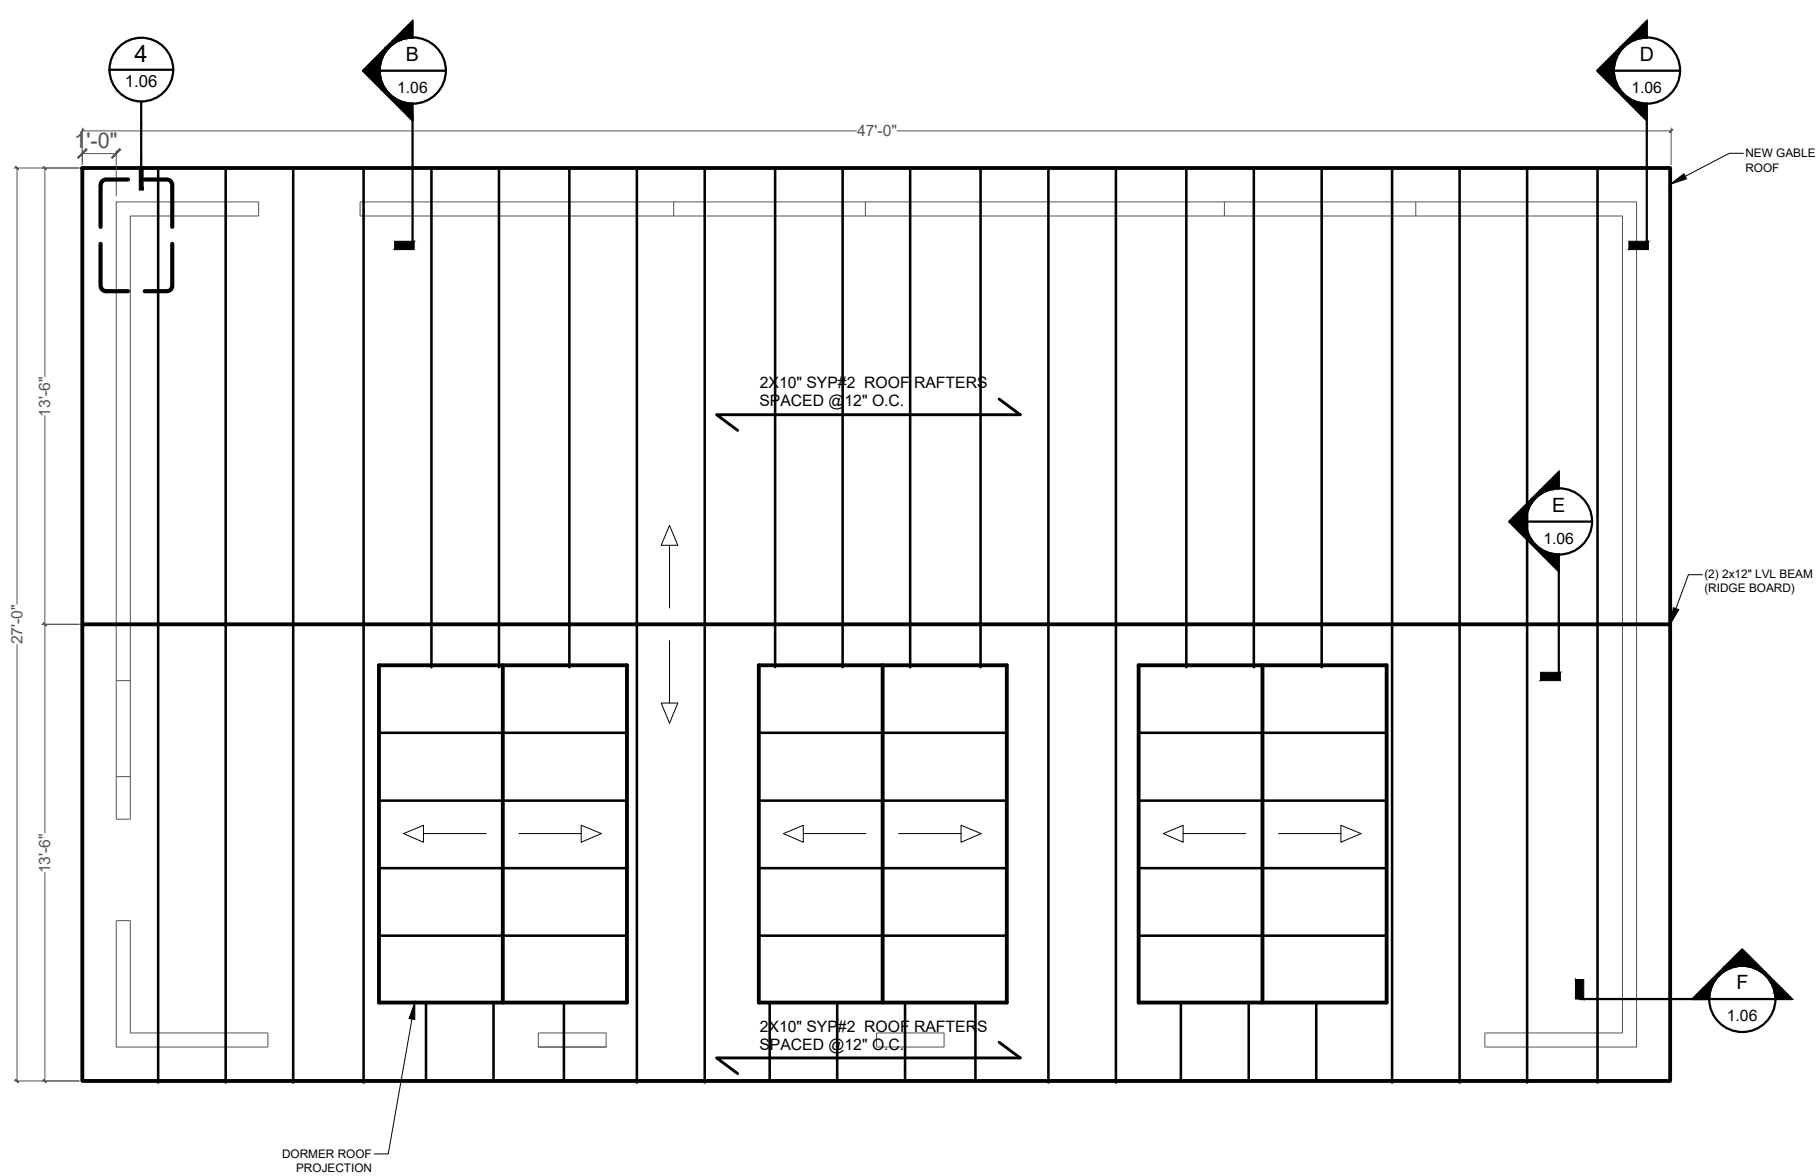 4
1.06
B
1.06
D
1.06
47'-0"
1'-0"
NEW GABLE
ROOF
13'-6"
2X10" SYP#2 ROOF RAFTERS
SPACED @12" O.C.
E
1.06
(2) 2x12" LVL BEAM
(RIDGE BOARD)
27'-0"
13'-6"
F
1.06
2X10" SYP#2 ROOF RAFTERS
SPACED @12" O.C.
DORMER ROOF
PROJECTION